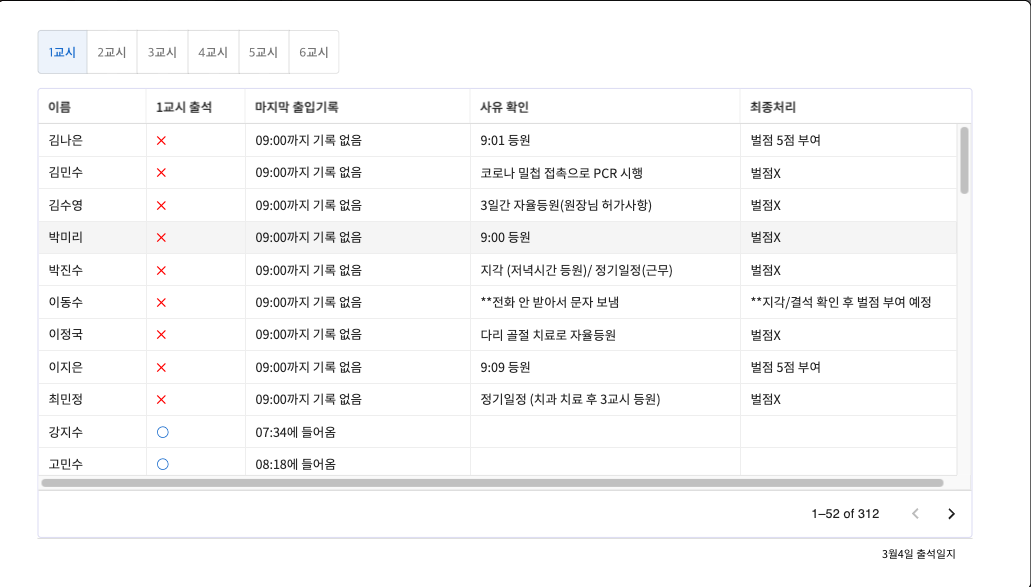 1교시 2교시 3교시 4교시 5교시 6교시
이름 1교시 출석 마지막 출입기록 사유 확인 최종처리
김나은 × 09:00까지 기록 없음 9:01 등원 벌점 5점 부여
김민수 × 09:00까지 기록 없음 코로나 밀첩 접촉으로 PCR 시행 벌점X
김수영 × 09:00까지 기록 없음 3일간 자율등원(원장님 허가사항) 벌점X
박미리 × 09:00까지 기록 없음 9:00 등원 벌점X
박진수 × 09:00까지 기록 없음 지각 (저녁시간 등원)/ 정기일정(근무) 벌점X
이동수 × 09:00까지 기록 없음 **전화 안 받아서 문자 보냄 **지각/결석 확인 후 벌점 부여 예정
이정국 × 09:00까지 기록 없음 다리 골절 치료로 자율등원 벌점X
이지은 × 09:00까지 기록 없음 9:09 등원 벌점 5점 부여
최민정 × 09:00까지 기록 없음 정기일정 (치과 치료 후 3교시 등원) 벌점X
강지수 ○ 07:34에 들어옴
고민수 ○ 08:18에 들어옴
1–52 of 312
3월4일 출석일지